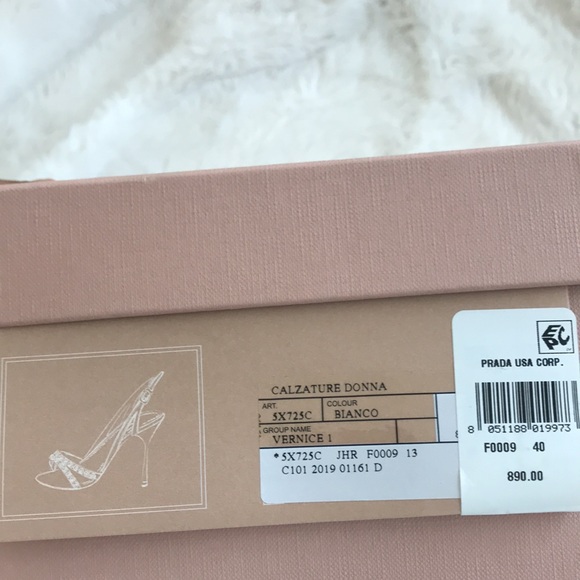 CALZATURE DONNA
ART. COLOUR
5X725C BIANCO
GROUP NAME
VERNICE 1
*5X725C JHR F0009 13
C101 2019 01161 D
EPC
PRADA USA CORP.
8 051188 019973
F0009 40
890.00